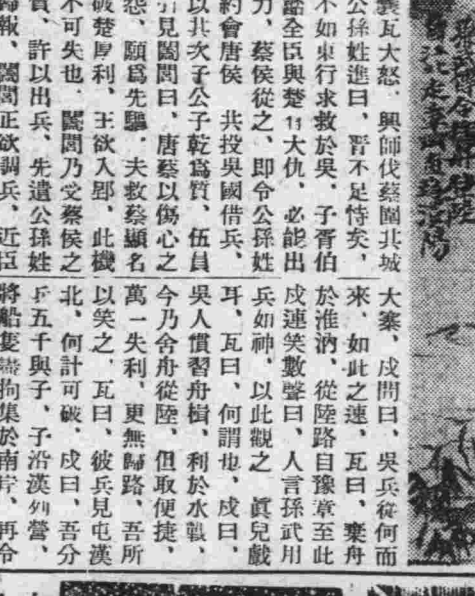 囊瓦大怒、興師伐蔡圍其城
公孫姓進曰、晋不足恃矣、
不如東行求救於吳、子胥伯
全臣與楚大仇、必能出
力、蔡侯從之、即令公孫姓
約會唐侯 共投吳國借兵、
以其次子公子乾爲質、伍員
引見闔閭曰、唐蔡以傷心之
怨、願爲先驅、夫救蔡顯名
破楚厚利、王欲入郢、此機
不可失也、闔閭乃受蔡侯之
質、許以出兵、先遣公孫姓
歸報、闔閭正欲調兵、近臣
大寨、戍問曰、吳兵從何而
來、如此之速、瓦曰、棄舟
於淮汭、從陸路自豫章至此
戍連笑數聲曰、人言孫武用
兵如神、以此觀之 眞兒戲
耳、瓦曰、何謂也、戍曰、
吳人慣習舟楫、利於水戰、
今乃舍舟從陸、但取便捷、
萬一失利、更無歸路、吾所
以笑之、瓦曰、彼兵見屯漢
北、何計可破、戍曰、吾分
兵五千與子、子沿漢列營、
將船隻盡拘集於南岸、再令